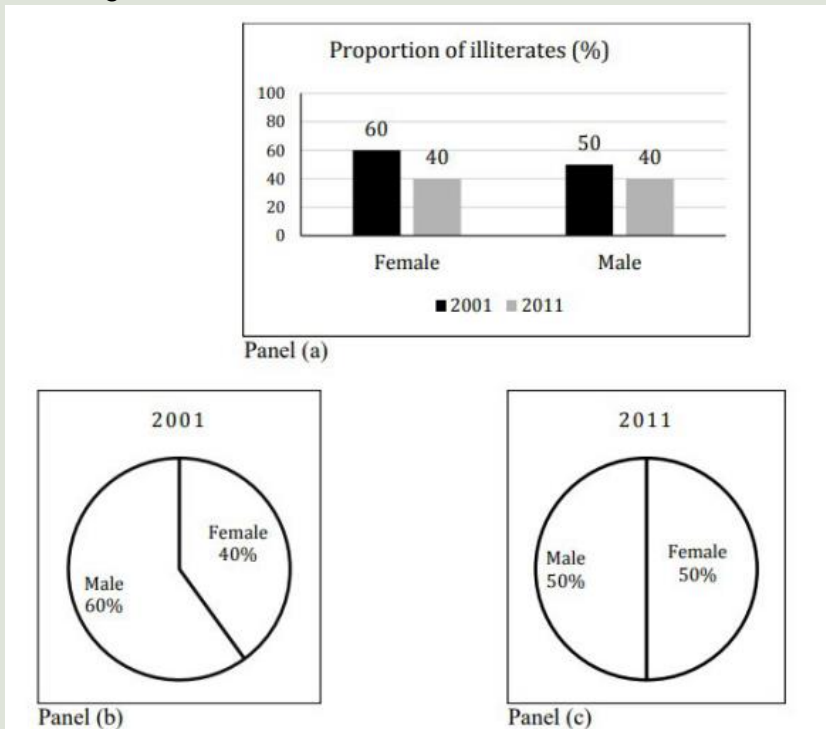 Proportion of illiterates (%)
100
80
60
40
20
0
60
40
50
40
Female
Male
2001 2011
Panel (a)
2001
Female
40%
Male
60%
Panel (b)
2011
Male
50%
Female
50%
Panel (c)